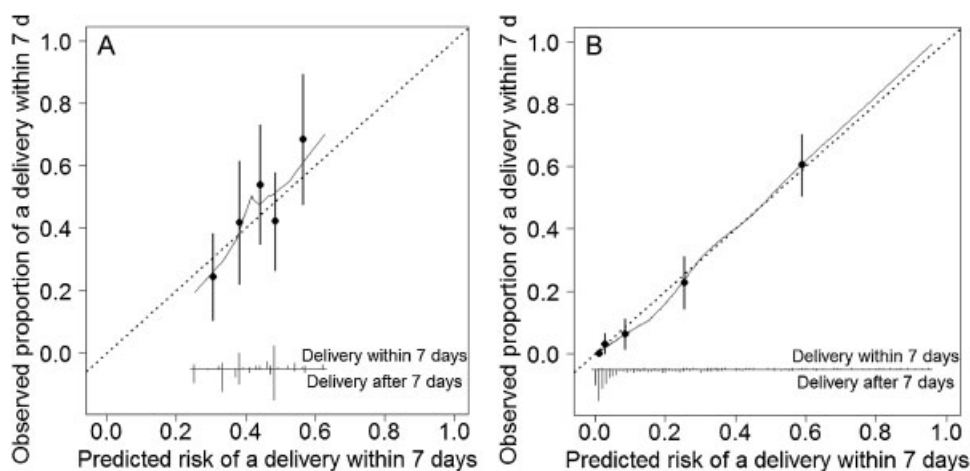 Observed proportion of a delivery within 7 d
A
1.0
0.8
0.6
0.4
0.2
0.0
Delivery within 7 days
Delivery after 7 days
0.0 0.2 0.4 0.6 0.8 1.0
Predicted risk of a delivery within 7 days
Observed proportion of a delivery within 7 d
B
1.0
0.8
0.6
0.4
0.2
0.0
Delivery within 7 days
Delivery after 7 days
0.0 0.2 0.4 0.6 0.8 1.0
Predicted risk of a delivery within 7 days